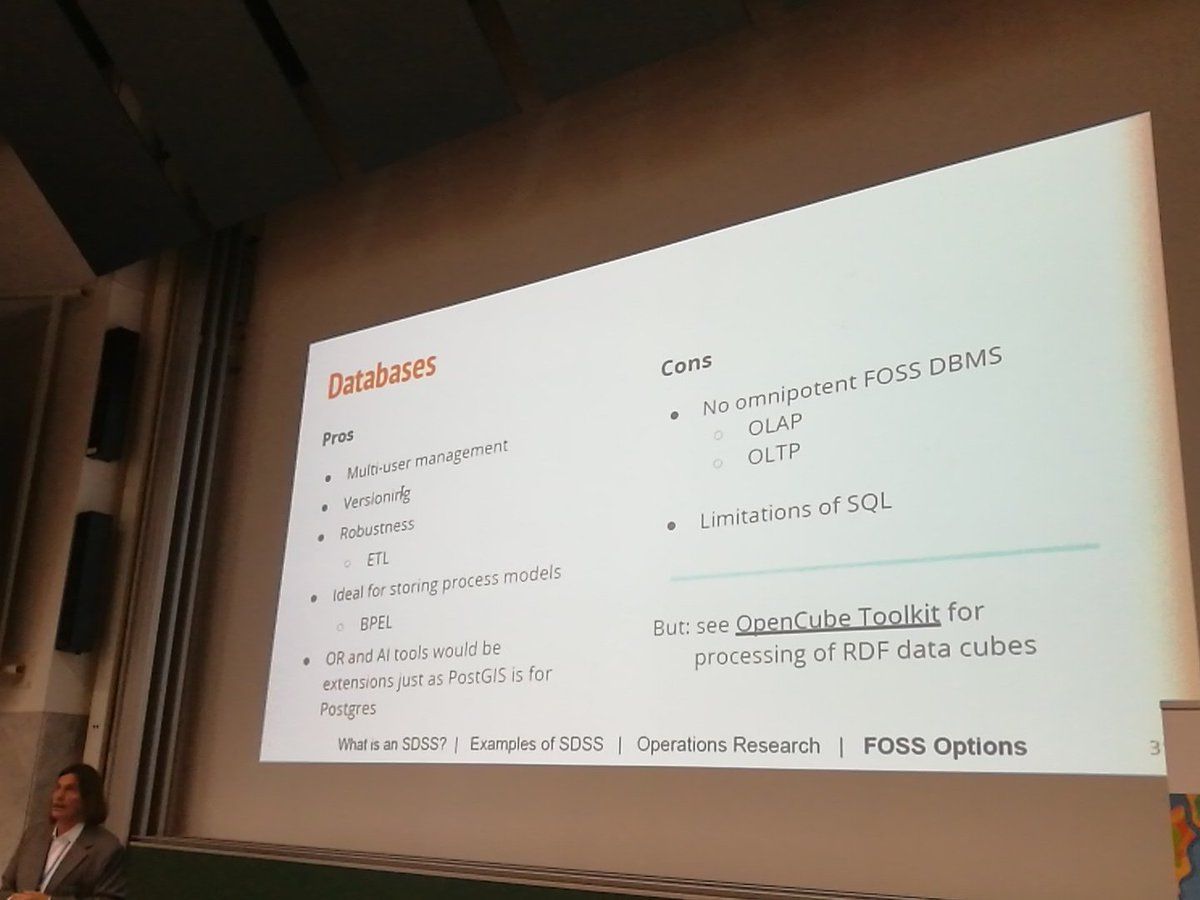 Databases
Pros
• Multi-user management
• Versioning
• Robustness
○ ETL
• Ideal for storing process models
○ BPEL
• OR and AI tools would be
extensions just as PostGIS is for
Postgres
Cons
• No omnipotent FOSS DBMS
○ OLAP
○ OLTP
• Limitations of SQL
But: see OpenCube Toolkit for
processing of RDF data cubes
What is an SDSS? | Examples of SDSS | Operations Research | FOSS Options